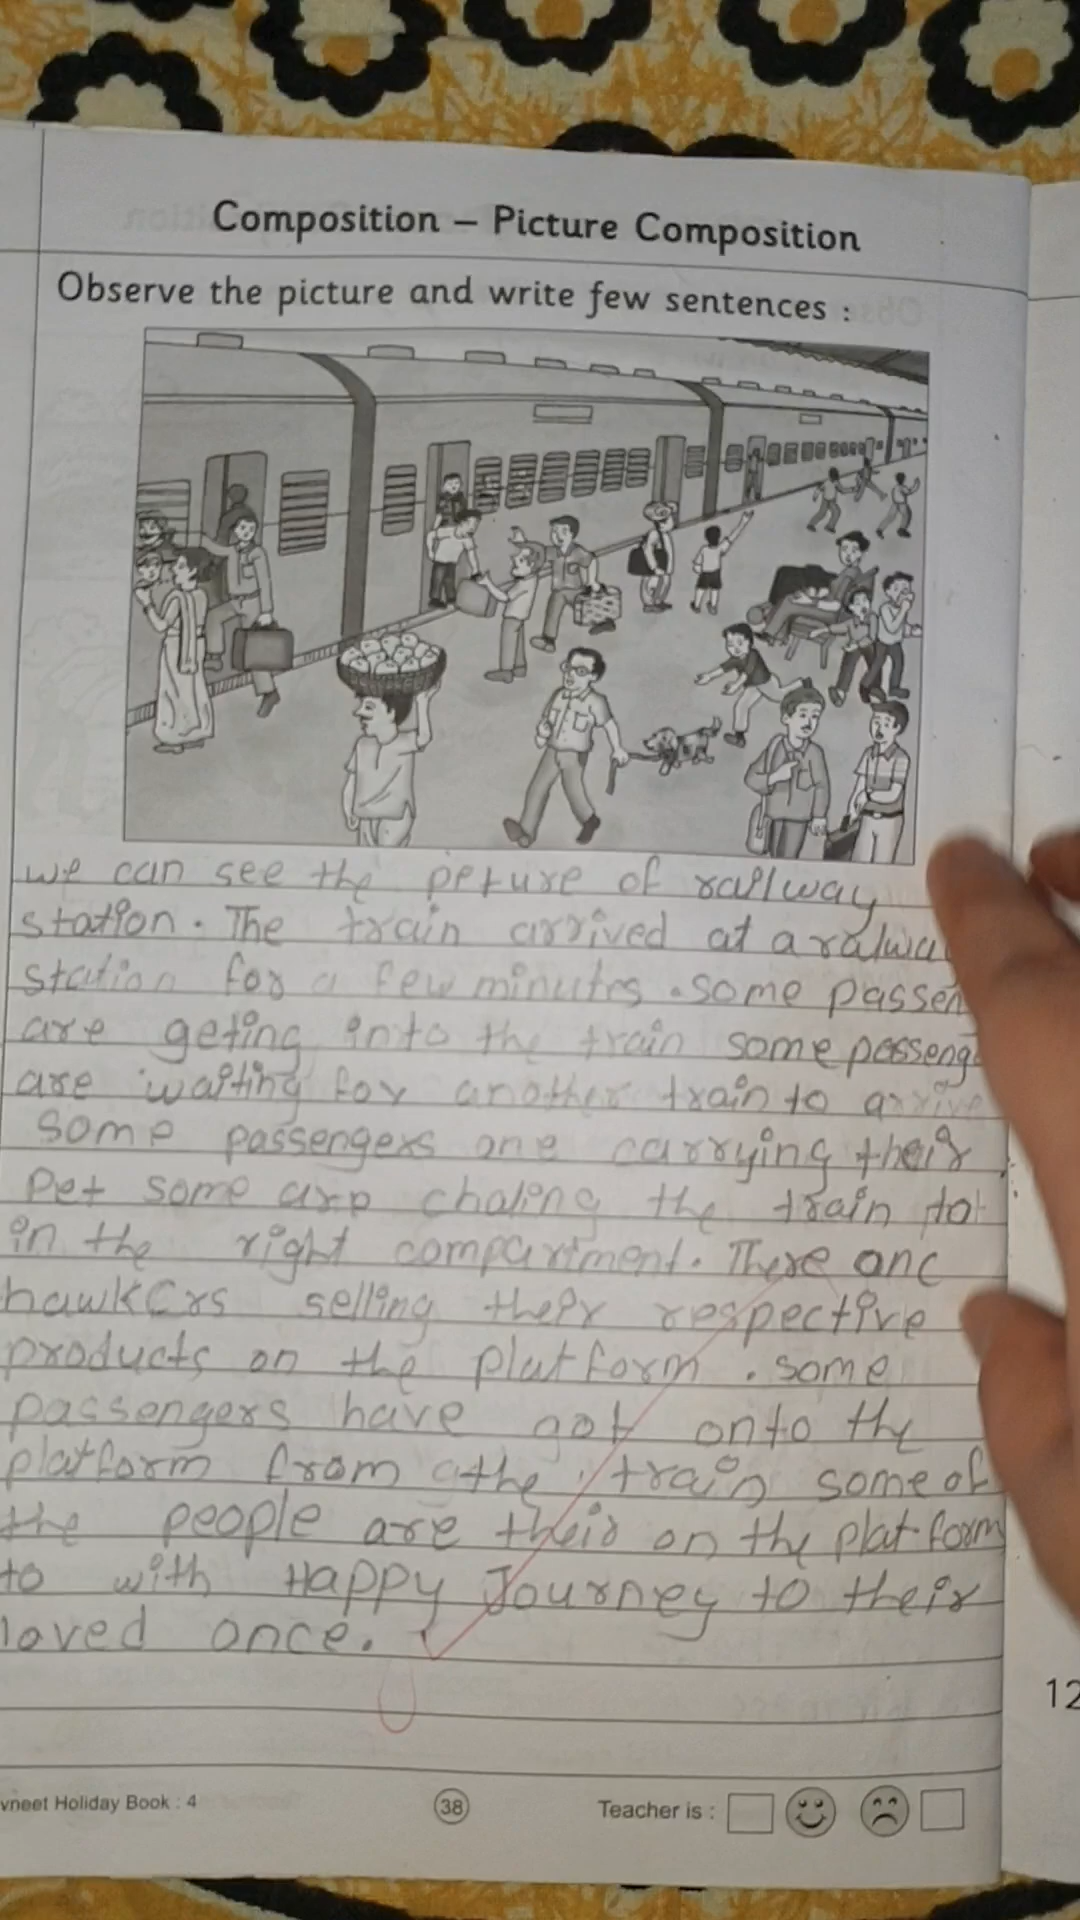 Composition – Picture Composition
Observe the picture and write few sentences :
we can see the peture of railway
station. The train arrived at a ralwa
station for a few minutes. some passen
are geting into the train some passeng
are waiting for another train to arrive
Some passengers are carrying their
Pet some are chaling the train to
in the right compartment. There are
hawkers selling their respective
products on the platform. some
passengers have got onto the
platform from the train some of
the people are their on the platform
to with Happy Journey to their
loved once.
vneet Holiday Book : 4
38
Teacher is :
12